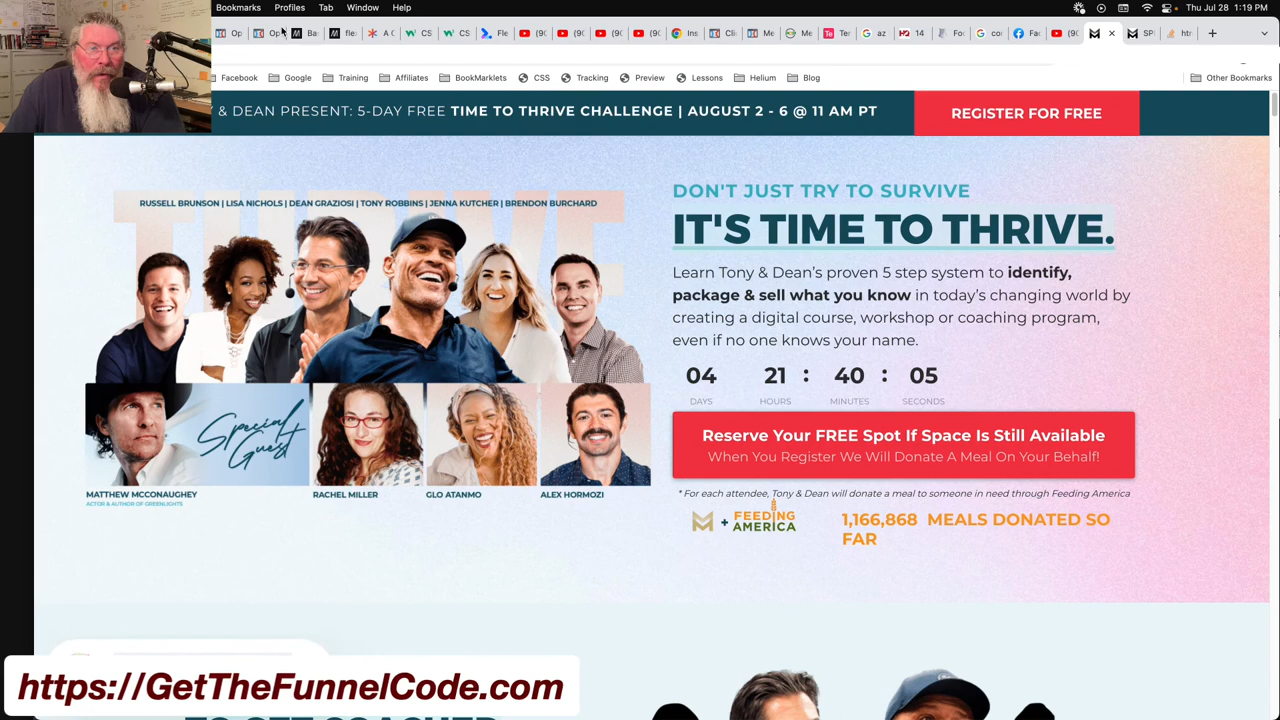 Bookmarks Profiles Tab Window Help
Thu Jul 28 1:19 PM
Facebook Google Training Affiliates BookMarklets CSS Tracking Preview Lessons Helium Blog Other Bookmarks
& DEAN PRESENT: 5-DAY FREE TIME TO THRIVE CHALLENGE | AUGUST 2 - 6 @ 11 AM PT
REGISTER FOR FREE
THRIVE
RUSSELL BRUNSON | LISA NICHOLS | DEAN GRAZIOSI | TONY ROBBINS | JENNA KUTCHER | BRENDON BURCHARD
Special
Guest
MATTHEW MCCONAUGHEY
ACTOR & AUTHOR OF GREENLIGHTS
RACHEL MILLER
GLO ATANMO
ALEX HORMOZI
DON'T JUST TRY TO SURVIVE
IT'S TIME TO THRIVE.
Learn Tony & Dean's proven 5 step system to identify,
package & sell what you know in today's changing world by
creating a digital course, workshop or coaching program,
even if no one knows your name.
04 21 : 40 : 05
DAYS HOURS MINUTES SECONDS
Reserve Your FREE Spot If Space Is Still Available
When You Register We Will Donate A Meal On Your Behalf!
* For each attendee, Tony & Dean will donate a meal to someone in need through Feeding America
+ FEEDING
AMERICA
1,166,868 MEALS DONATED SO
FAR
https://GetTheFunnelCode.com